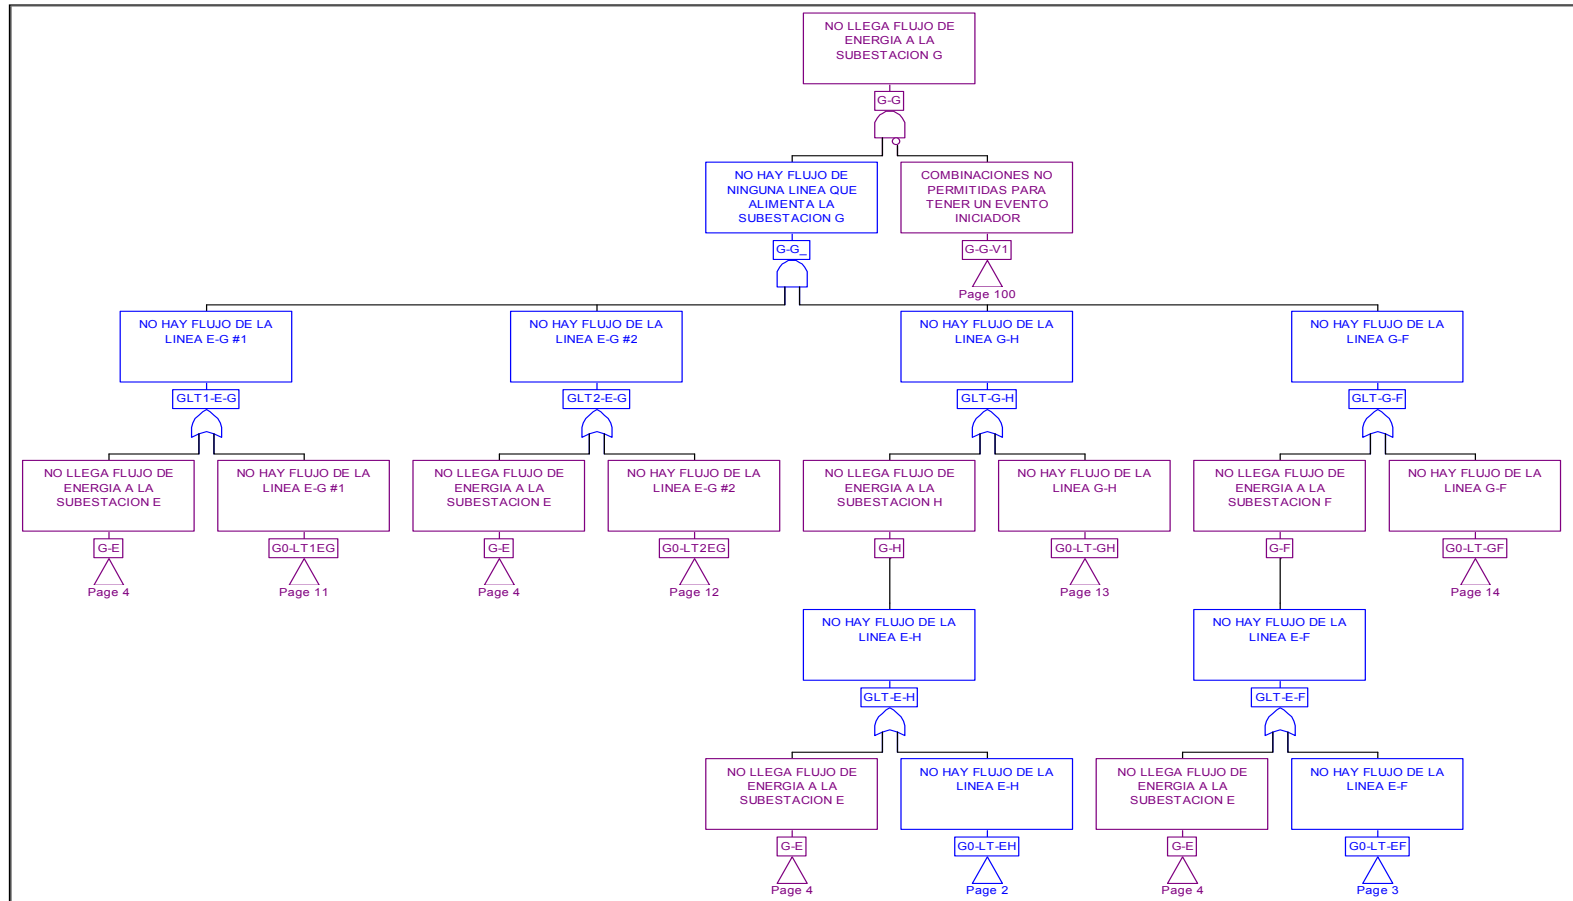 NO LLEGA FLUJO DE
ENERGIA A LA
SUBESTACION G
G-G
NO HAY FLUJO DE
NINGUNA LINEA QUE
ALIMENTA LA
SUBESTACION G
G-G_
COMBINACIONES NO
PERMITIDAS PARA
TENER UN EVENTO
INICIADOR
G-G-V1
Page 100
NO HAY FLUJO DE LA
LINEA E-G #1
GLT1-E-G
NO HAY FLUJO DE LA
LINEA E-G #2
GLT2-E-G
NO HAY FLUJO DE LA
LINEA G-H
GLT-G-H
NO HAY FLUJO DE LA
LINEA G-F
GLT-G-F
NO LLEGA FLUJO DE
ENERGIA A LA
SUBESTACION E
G-E
Page 4
NO HAY FLUJO DE LA
LINEA E-G #1
G0-LT1EG
Page 11
NO LLEGA FLUJO DE
ENERGIA A LA
SUBESTACION E
G-E
Page 4
NO HAY FLUJO DE LA
LINEA E-G #2
G0-LT2EG
Page 12
NO LLEGA FLUJO DE
ENERGIA A LA
SUBESTACION H
G-H
NO HAY FLUJO DE LA
LINEA G-H
G0-LT-GH
Page 13
NO LLEGA FLUJO DE
ENERGIA A LA
SUBESTACION F
G-F
NO HAY FLUJO DE LA
LINEA G-F
G0-LT-GF
Page 14
NO HAY FLUJO DE LA
LINEA E-H
GLT-E-H
NO HAY FLUJO DE LA
LINEA E-F
GLT-E-F
NO LLEGA FLUJO DE
ENERGIA A LA
SUBESTACION E
G-E
Page 4
NO HAY FLUJO DE LA
LINEA E-H
G0-LT-EH
Page 2
NO LLEGA FLUJO DE
ENERGIA A LA
SUBESTACION E
G-E
Page 4
NO HAY FLUJO DE LA
LINEA E-F
G0-LT-EF
Page 3